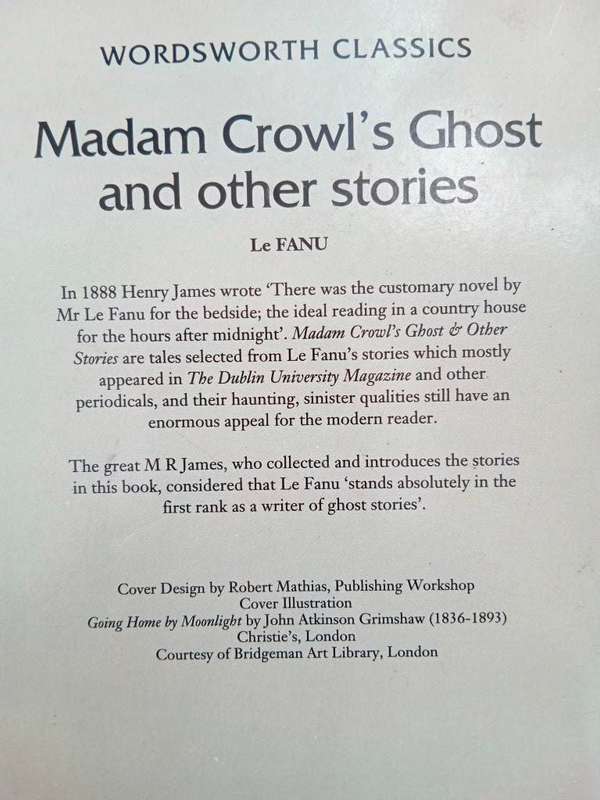 WORDSWORTH CLASSICS
Madam Crowl's Ghost
and other stories
Le FANU
In 1888 Henry James wrote 'There was the customary novel by
Mr Le Fanu for the bedside; the ideal reading in a country house
for the hours after midnight'. Madam Crowl's Ghost & Other
Stories are tales selected from Le Fanu's stories which mostly
appeared in The Dublin University Magazine and other
periodicals, and their haunting, sinister qualities still have an
enormous appeal for the modern reader.
The great M R James, who collected and introduces the stories
in this book, considered that Le Fanu 'stands absolutely in the
first rank as a writer of ghost stories'.
Cover Design by Robert Mathias, Publishing Workshop
Cover Illustration
Going Home by Moonlight by John Atkinson Grimshaw (1836-1893)
Christie's, London
Courtesy of Bridgeman Art Library, London